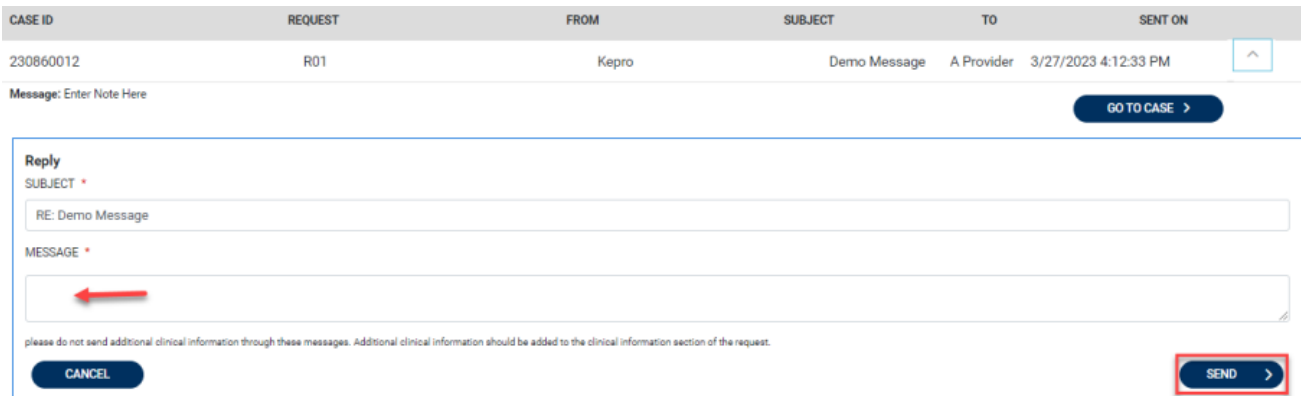 CASE ID REQUEST FROM SUBJECT TO SENT ON
230860012 R01 Kepro Demo Message A Provider 3/27/2023 4:12:33 PM
Message: Enter Note Here
GO TO CASE >
Reply
SUBJECT *
RE: Demo Message
MESSAGE *
please do not send additional clinical information through these messages. Additional clinical information should be added to the clinical information section of the request.
CANCEL SEND >